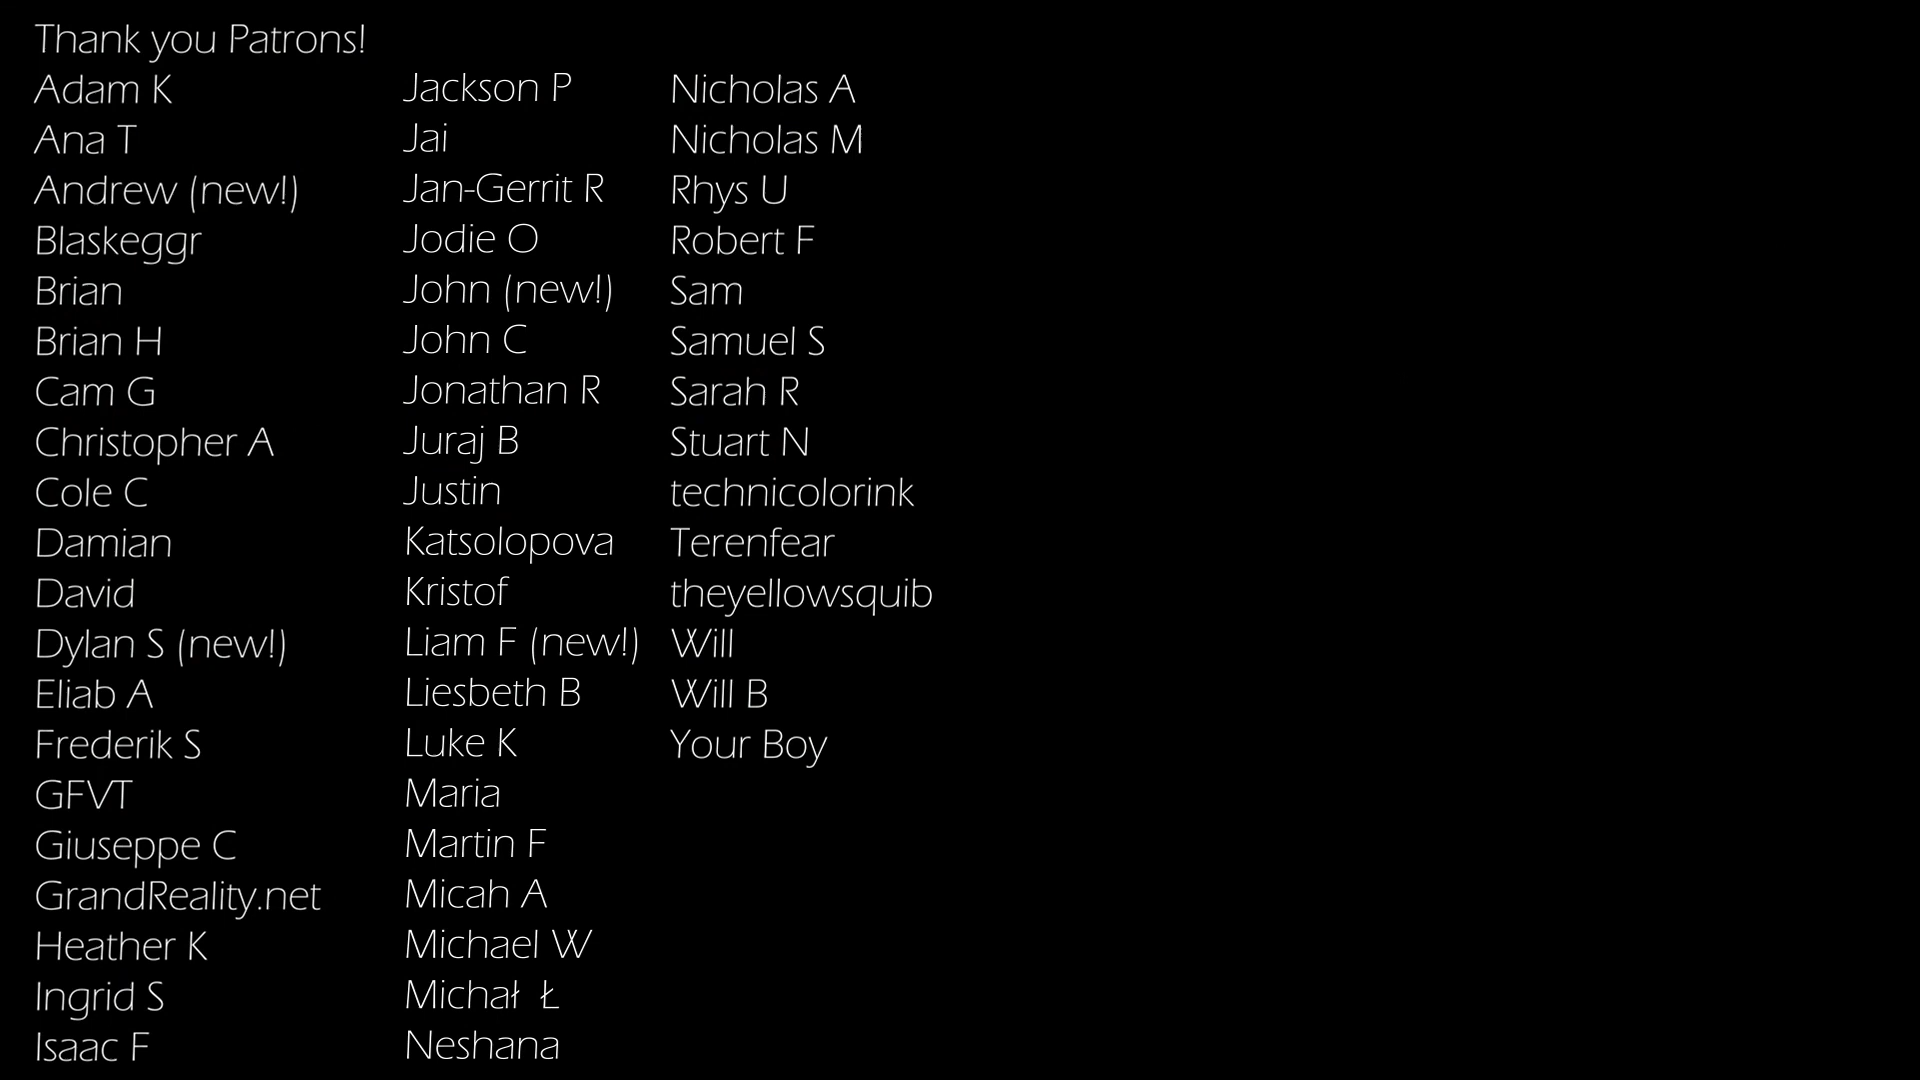 Thank you Patrons!
Adam K
Ana T
Andrew (new!)
Blaskeggr
Brian
Brian H
Cam G
Christopher A
Cole C
Damian
David
Dylan S (new!)
Eliab A
Frederik S
GFVT
Giuseppe C
GrandReality.net
Heather K
Ingrid S
Isaac F
Jackson P
Jai
Jan-Gerrit R
Jodie O
John (new!)
John C
Jonathan R
Juraj B
Justin
Katsolopova
Kristof
Liam F (new!)
Liesbeth B
Luke K
Maria
Martin F
Micah A
Michael W
Michał Ł
Neshana
Nicholas A
Nicholas M
Rhys U
Robert F
Sam
Samuel S
Sarah R
Stuart N
technicolorink
Terenfear
theyellowsquib
Will
Will B
Your Boy